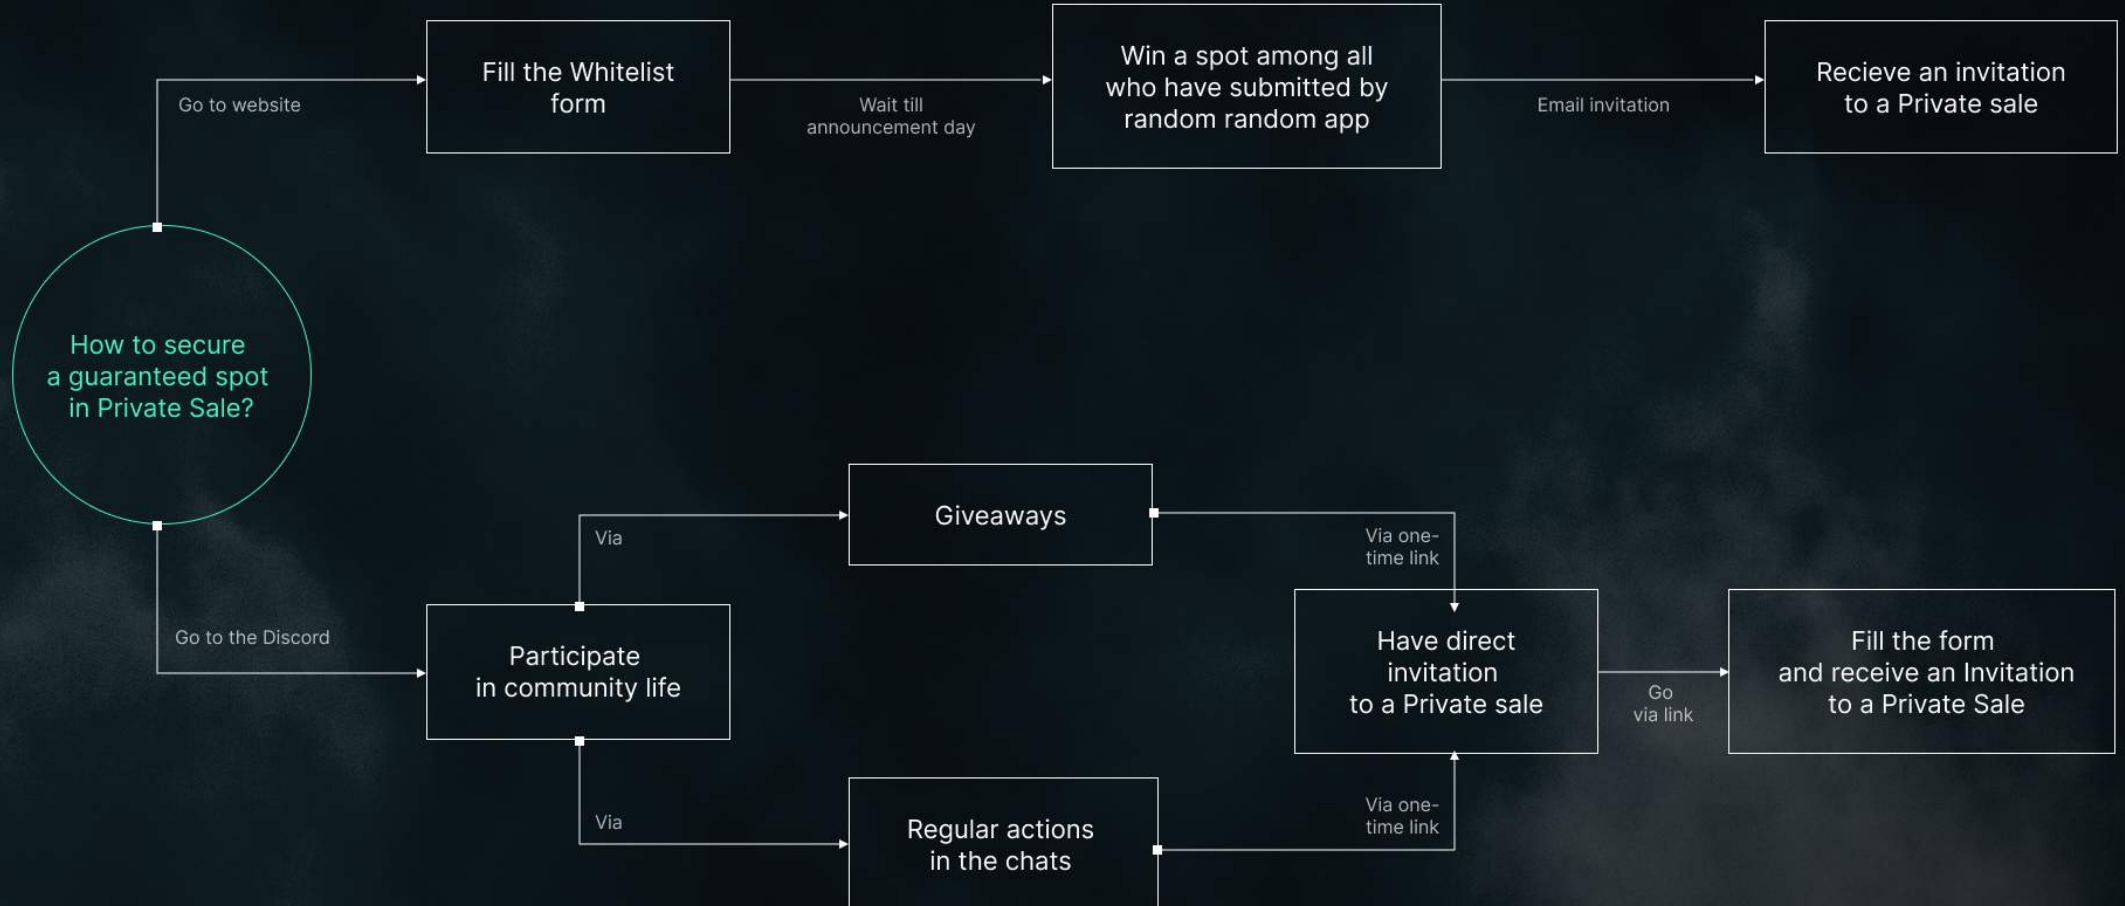 How to secure
a guaranteed spot
in Private Sale?
Go to website
Fill the Whitelist
form
Wait till
announcement day
Win a spot among all
who have submitted by
random random app
Email invitation
Recieve an invitation
to a Private sale
Go to the Discord
Participate
in community life
Via
Giveaways
Via one-
time link
Via
Regular actions
in the chats
Via one-
time link
Have direct
invitation
to a Private sale
Go
via link
Fill the form
and receive an Invitation
to a Private Sale